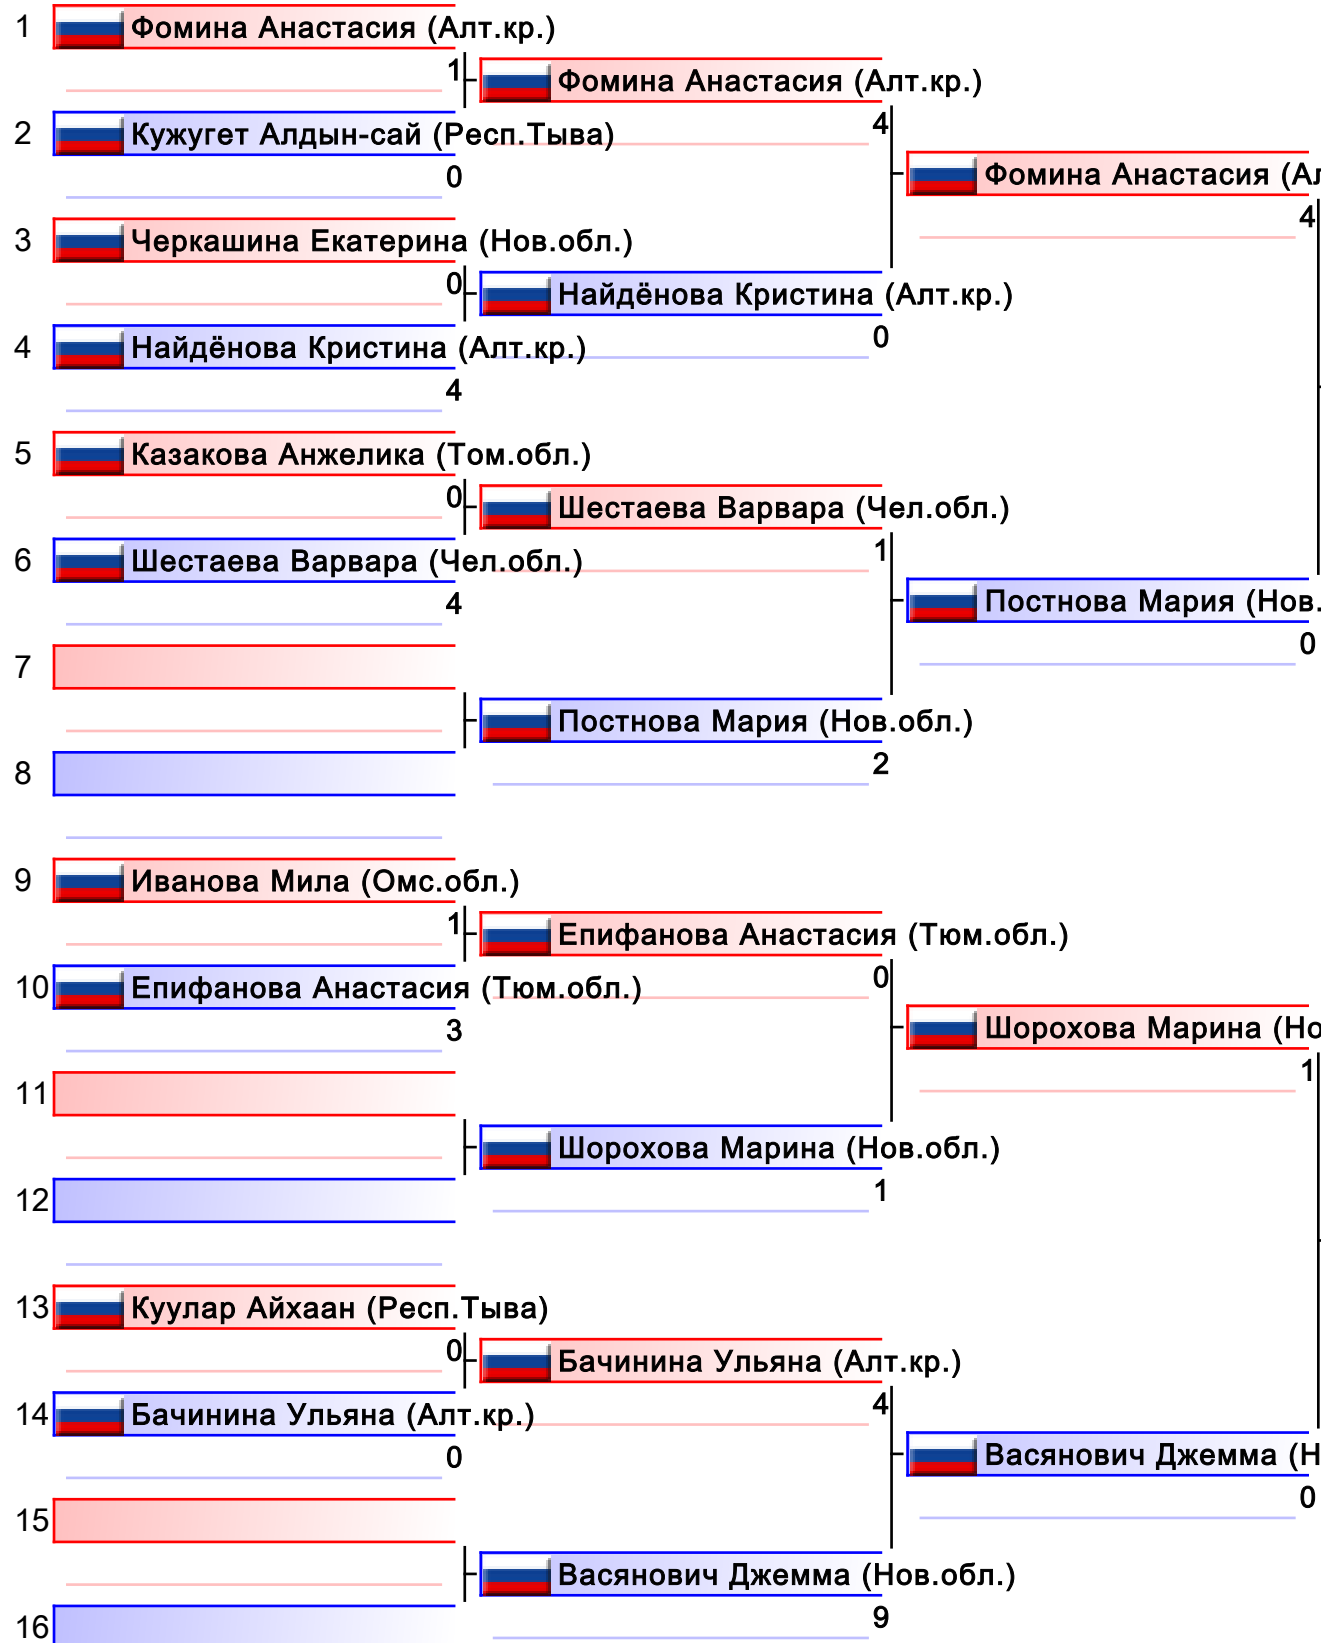 1 Фомина Анастасия (Алт.кр.)
1 Фомина Анастасия (Алт.кр.)
2 Кужугет Алдын-сай (Респ.Тыва)
4
0
Фомина Анастасия (Ал
4
3 Черкашина Екатерина (Нов.обл.)
0 Найдёнова Кристина (Алт.кр.)
4 Найдёнова Кристина (Алт.кр.)
0
4
5 Казакова Анжелика (Том.обл.)
0 Шестаева Варвара (Чел.обл.)
6 Шестаева Варвара (Чел.обл.)
1
4
Постнова Мария (Нов.
0
7
Постнова Мария (Нов.обл.)
8
2
9 Иванова Мила (Омс.обл.)
1 Епифанова Анастасия (Тюм.обл.)
10 Епифанова Анастасия (Тюм.обл.)
0
3
Шорохова Марина (Но
1
11
Шорохова Марина (Нов.обл.)
12
1
13 Куулар Айхаан (Респ.Тыва)
0 Бачинина Ульяна (Алт.кр.)
14 Бачинина Ульяна (Алт.кр.)
4
0
Васянович Джемма (Н
0
15
Васянович Джемма (Нов.обл.)
16
9